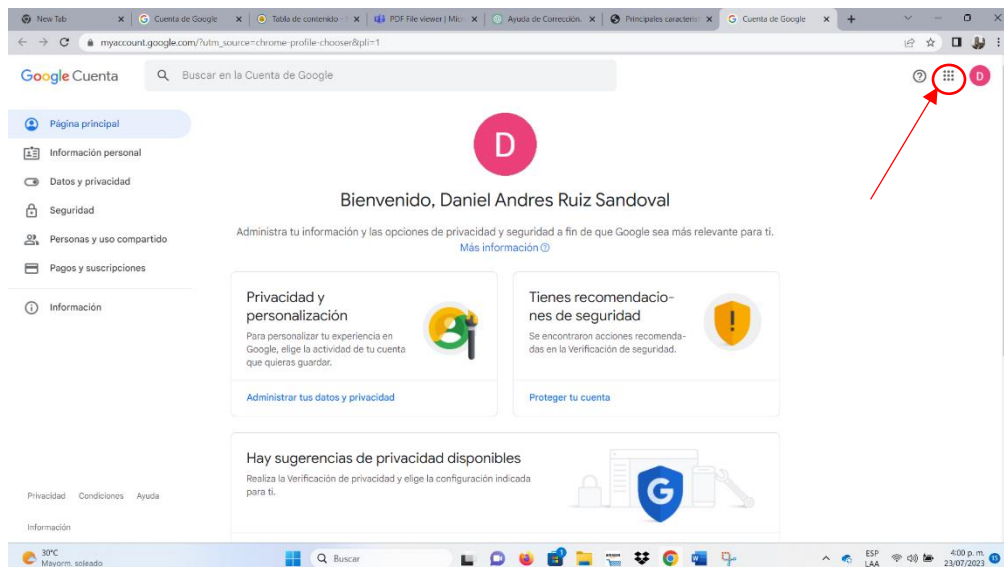 New Tab
Cuenta de Google
Tabla de contenido -
PDF File viewer | Micr
Ayuda de Corrección.
Principales caracterís
Cuenta de Google
myaccount.google.com/?utm_source=chrome-profile-chooser&pli=1
Google Cuenta
Buscar en la Cuenta de Google
D
Página principal
Información personal
Datos y privacidad
Seguridad
Personas y uso compartido
Pagos y suscripciones
Información
D
Bienvenido, Daniel Andres Ruiz Sandoval
Administra tu información y las opciones de privacidad y seguridad a fin de que Google sea más relevante para ti.
Más información
Privacidad y
personalización
Para personalizar tu experiencia en
Google, elige la actividad de tu cuenta
que quieras guardar.
Administrar tus datos y privacidad
Tienes recomendacio-
nes de seguridad
Se encontraron acciones recomenda-
das en la Verificación de seguridad.
Proteger tu cuenta
Hay sugerencias de privacidad disponibles
Realiza la Verificación de privacidad y elige la configuración indicada
para ti.
G
Privacidad Condiciones Ayuda
Información
30°C
Mayorm. soleado
Buscar
ESP
LAA
4:00 p. m.
23/07/2023